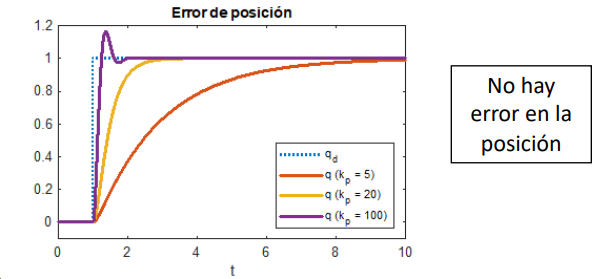 Error de posición
1.2
1
0.8
0.6
0.4
0.2
0
0 2 4 6 8 10
t
q_d
q (k_p = 5)
q (k_p = 20)
q (k_p = 100)
No hay
error en la
posición